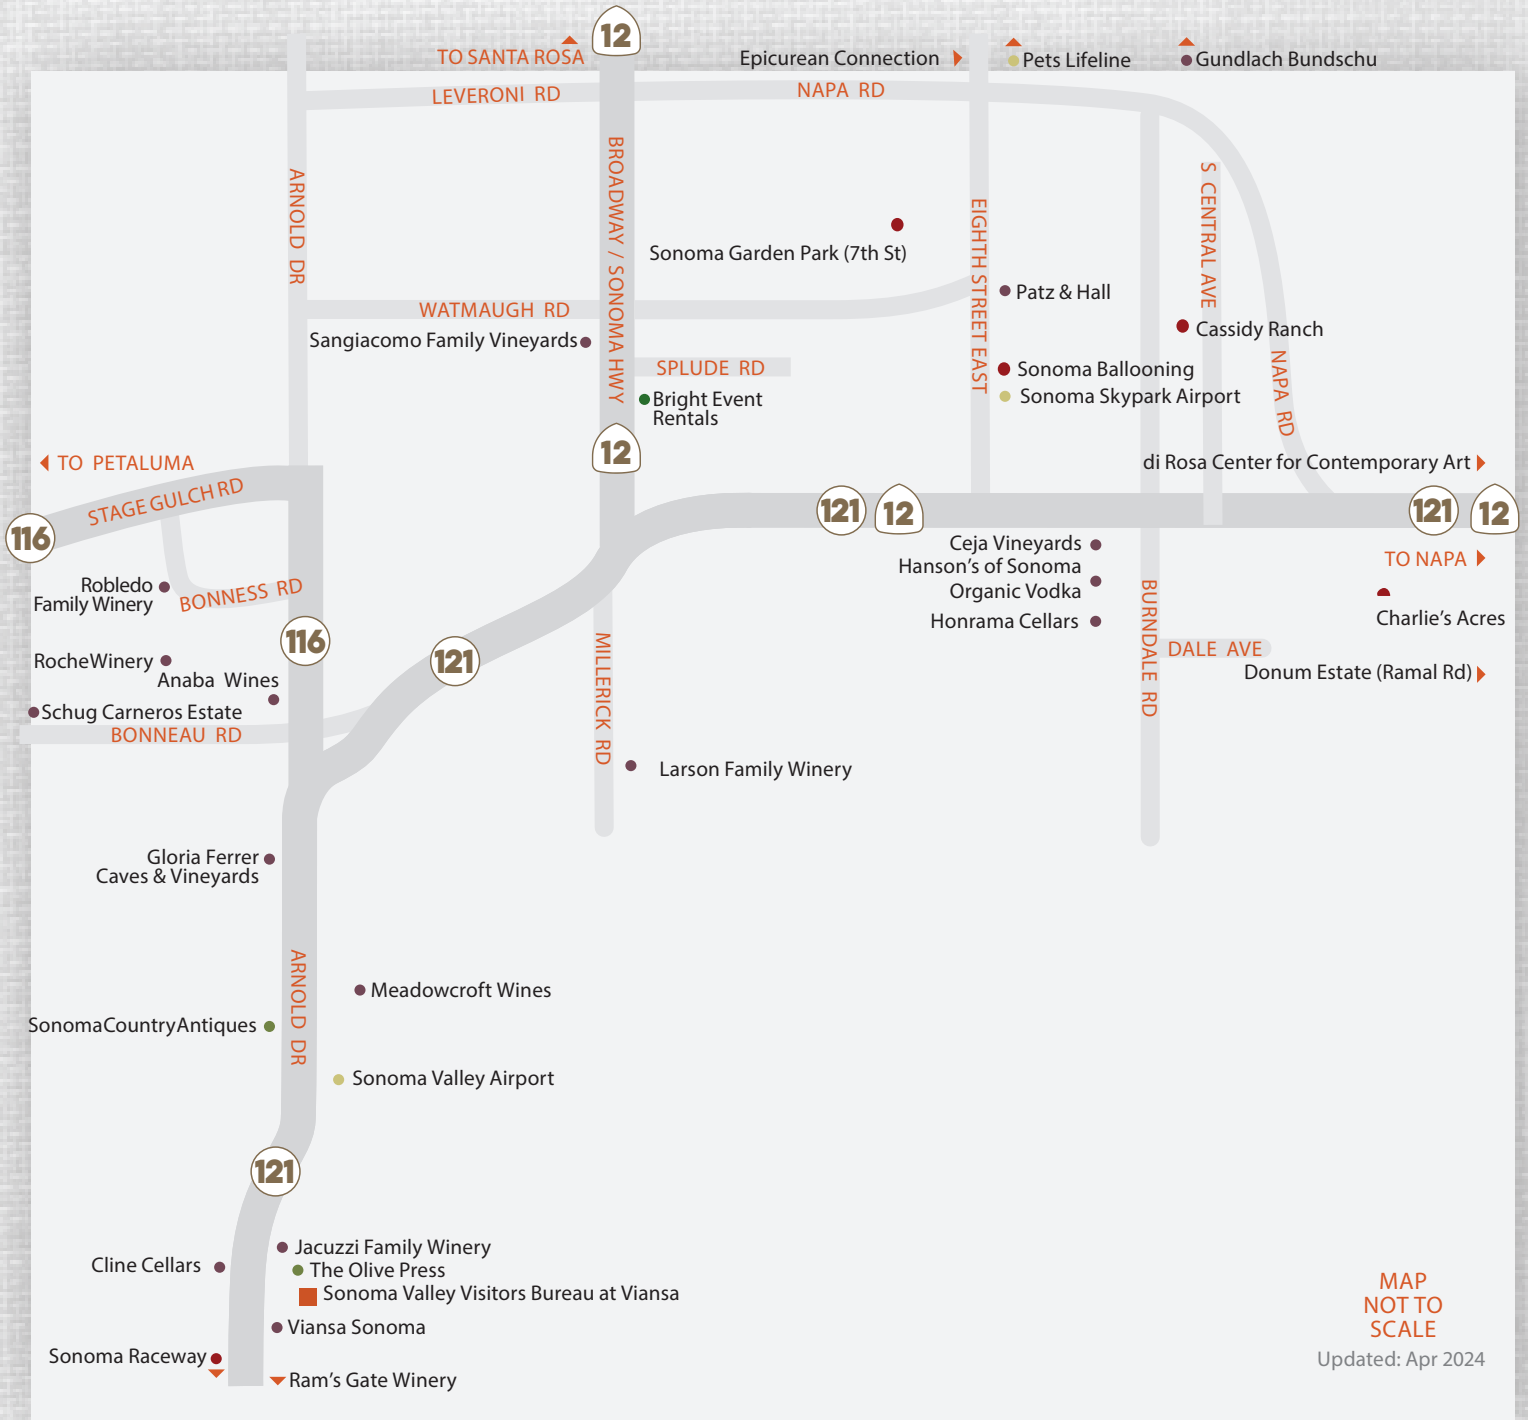 12
TO SANTA ROSA
Epicurean Connection
Pets Lifeline
Gundlach Bundschu
LEVERONI RD
NAPA RD
ARNOLD DR
BROADWAY / SONOMA HWY
EIGHTH STREET EAST
S CENTRAL AVE
Sonoma Garden Park (7th St)
Patz & Hall
WATMAUGH RD
Cassidy Ranch
Sangiacomo Family Vineyards
SPLUDE RD
Sonoma Ballooning
NAPA RD
Bright Event
Rentals
Sonoma Skypark Airport
12
TO PETALUMA
di Rosa Center for Contemporary Art
STAGE GULCH RD
116
121
12
121
12
Ceja Vineyards
TO NAPA
Hanson's of Sonoma
Organic Vodka
Robledo
Family Winery
BONNESS RD
Charlie's Acres
Honrama Cellars
BURNDALE RD
116
121
MILLERICK RD
DALE AVE
RocheWinery
Anaba Wines
Donum Estate (Ramal Rd)
Schug Carneros Estate
BONNEAU RD
Larson Family Winery
Gloria Ferrer
Caves & Vineyards
ARNOLD DR
Meadowcroft Wines
SonomaCountryAntiques
Sonoma Valley Airport
121
Jacuzzi Family Winery
Cline Cellars
The Olive Press
Sonoma Valley Visitors Bureau at Viansa
Viansa Sonoma
Sonoma Raceway
Ram's Gate Winery
MAP
NOT TO
SCALE
Updated: Apr 2024